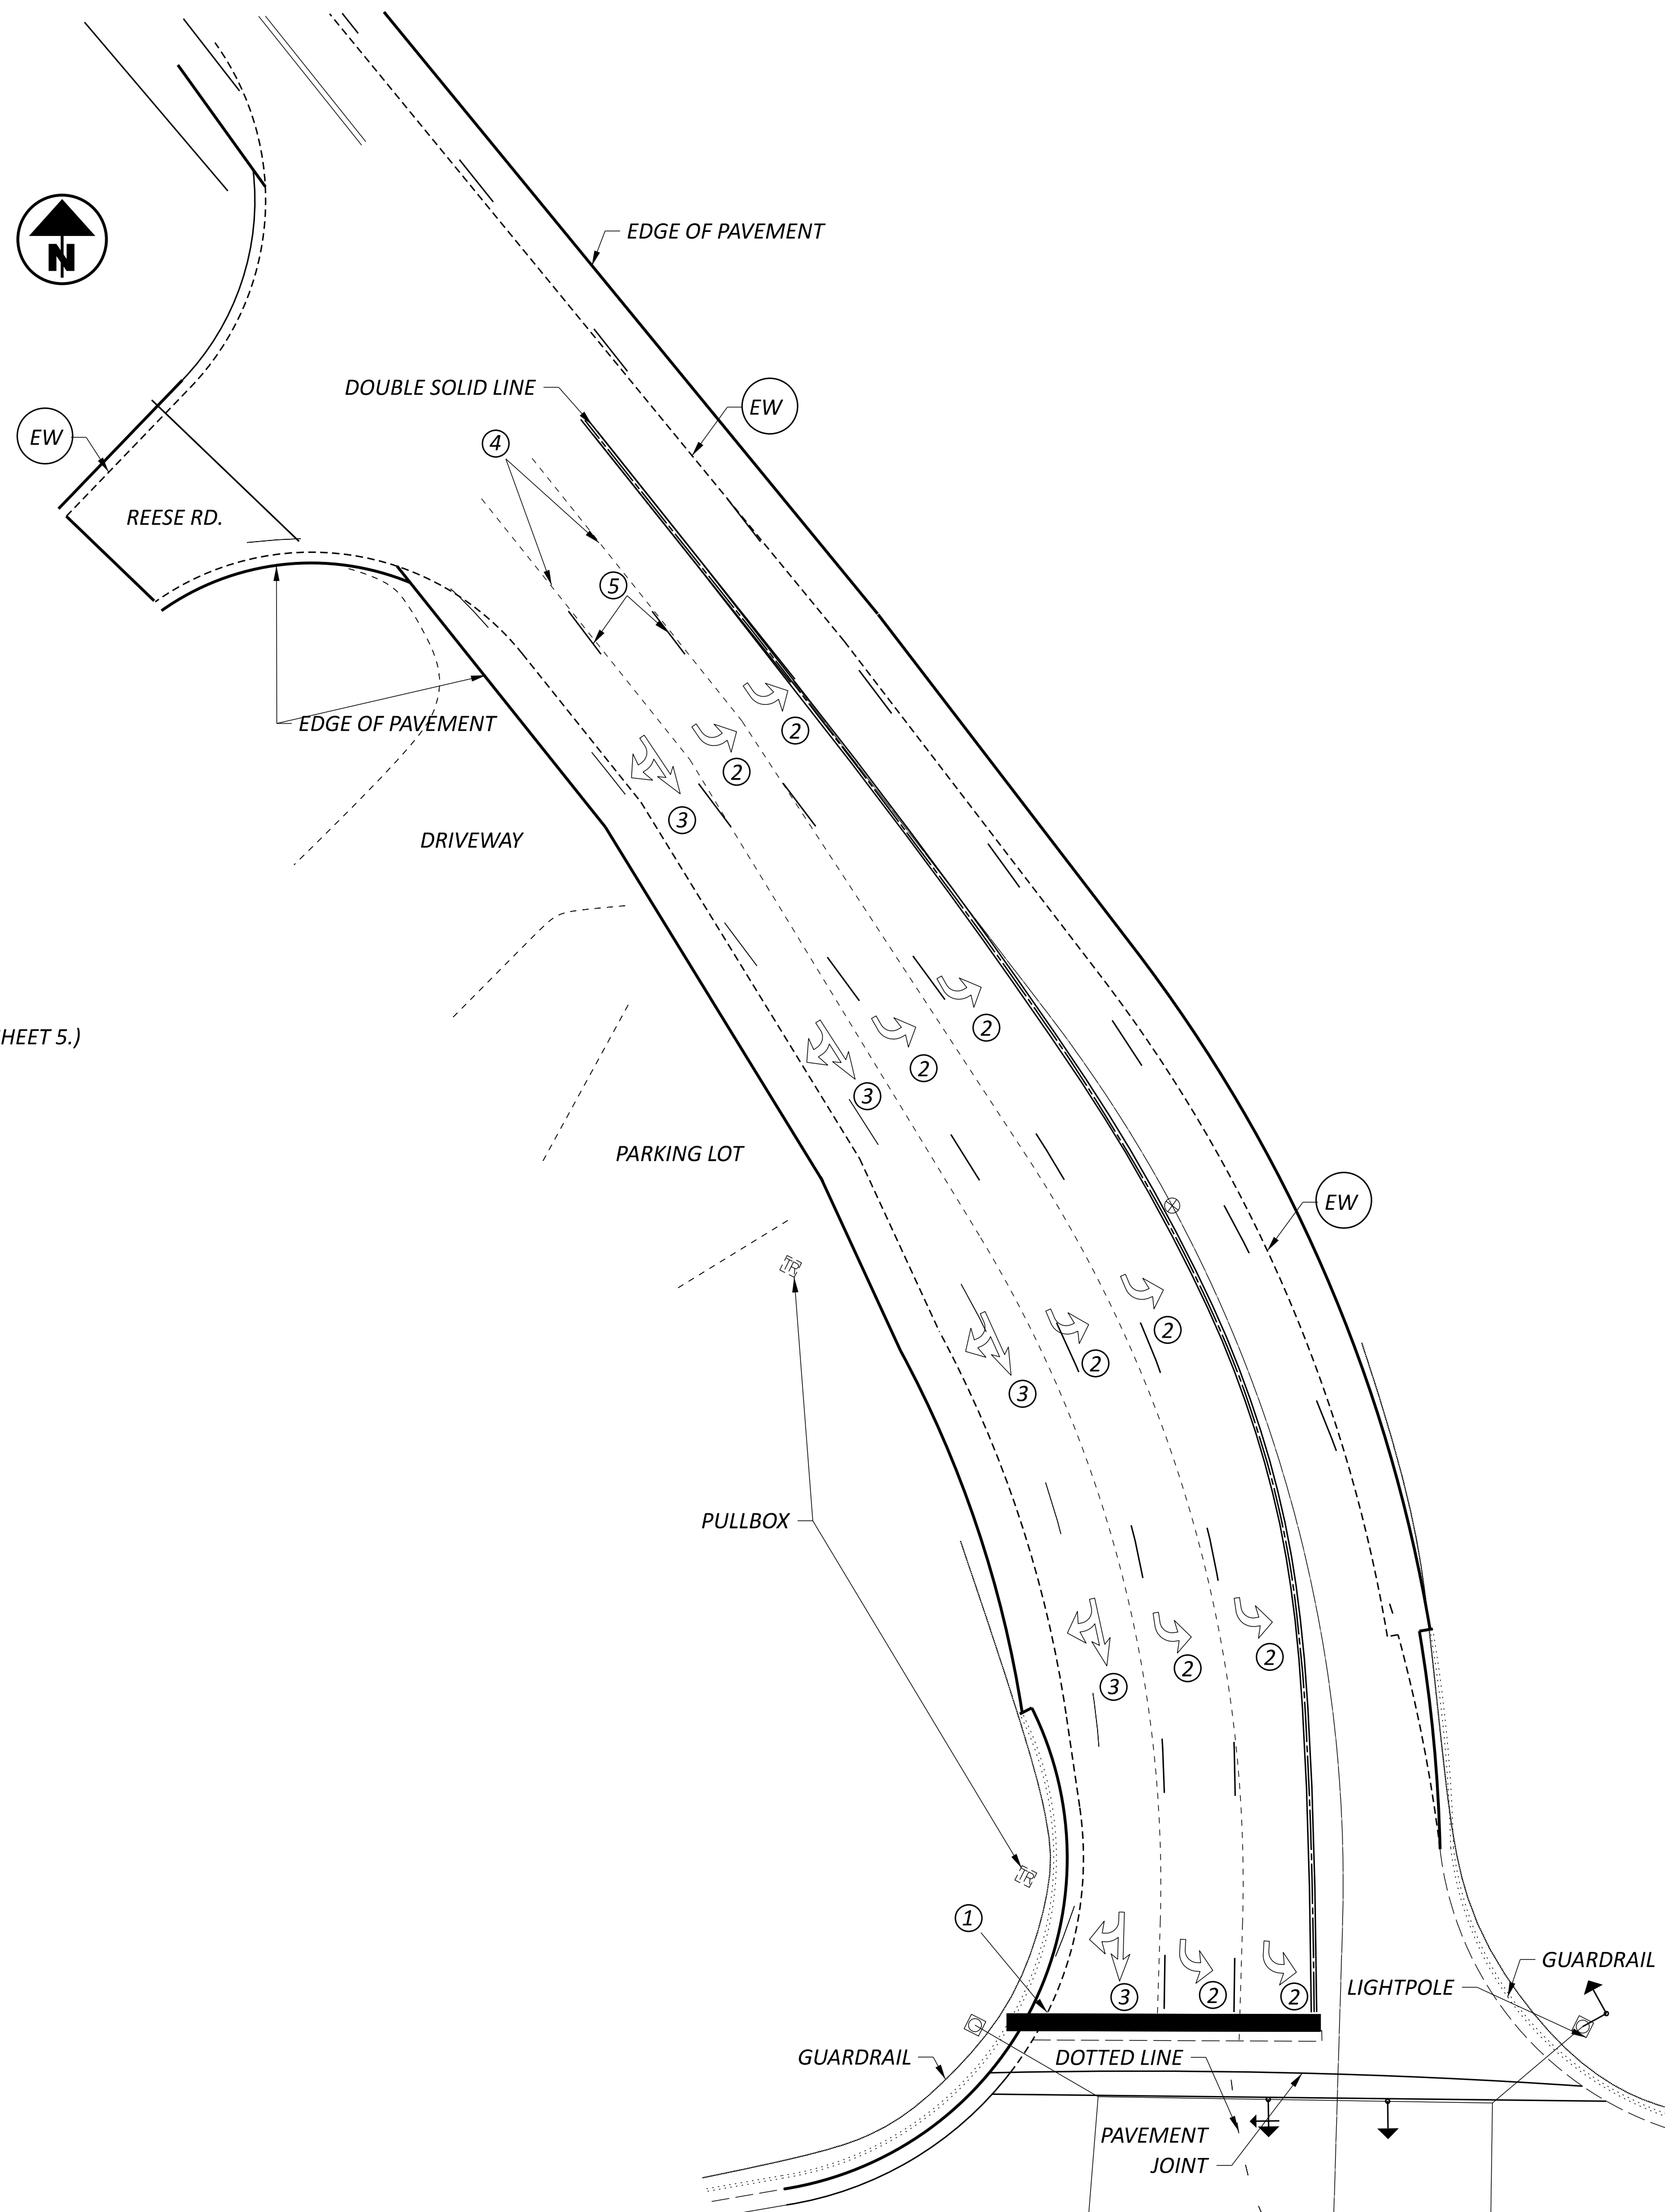 EDGE OF PAVEMENT
N
DOUBLE SOLID LINE
EW
EW
4
REESE RD.
5
EDGE OF PAVEMENT
2
2
3
DRIVEWAY
HEET 5.)
2
2
3
PARKING LOT
EW
TR
2
2
3
PULLBOX
2
2
3
TR
1
GUARDRAIL
LIGHTPOLE
3
2
2
GUARDRAIL
DOTTED LINE
PAVEMENT
JOINT